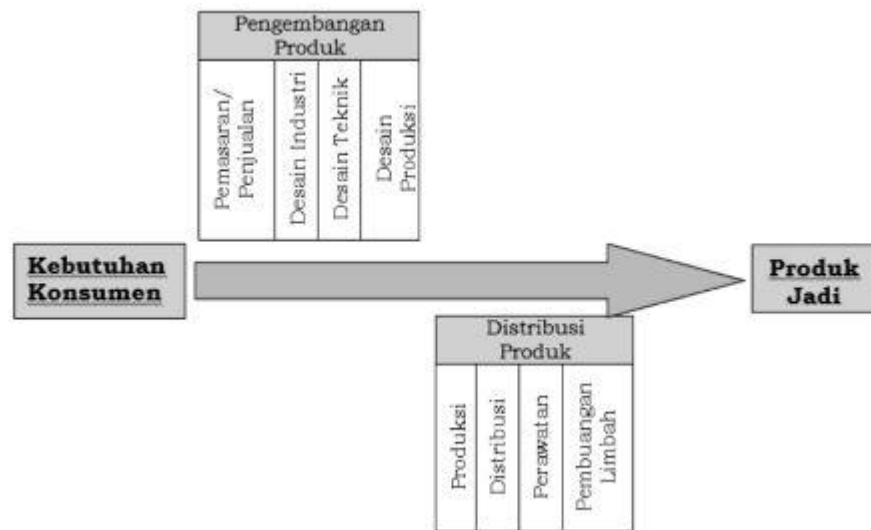 Pengembangan
Produk
Pemasaran/
Penjualan
Desain Industri
Desain Teknik
Desain
Produksi
Kebutuhan
Konsumen
Produk
Jadi
Distribusi
Produk
Produksi
Distribusi
Perawatan
Pembuangan
Limbah